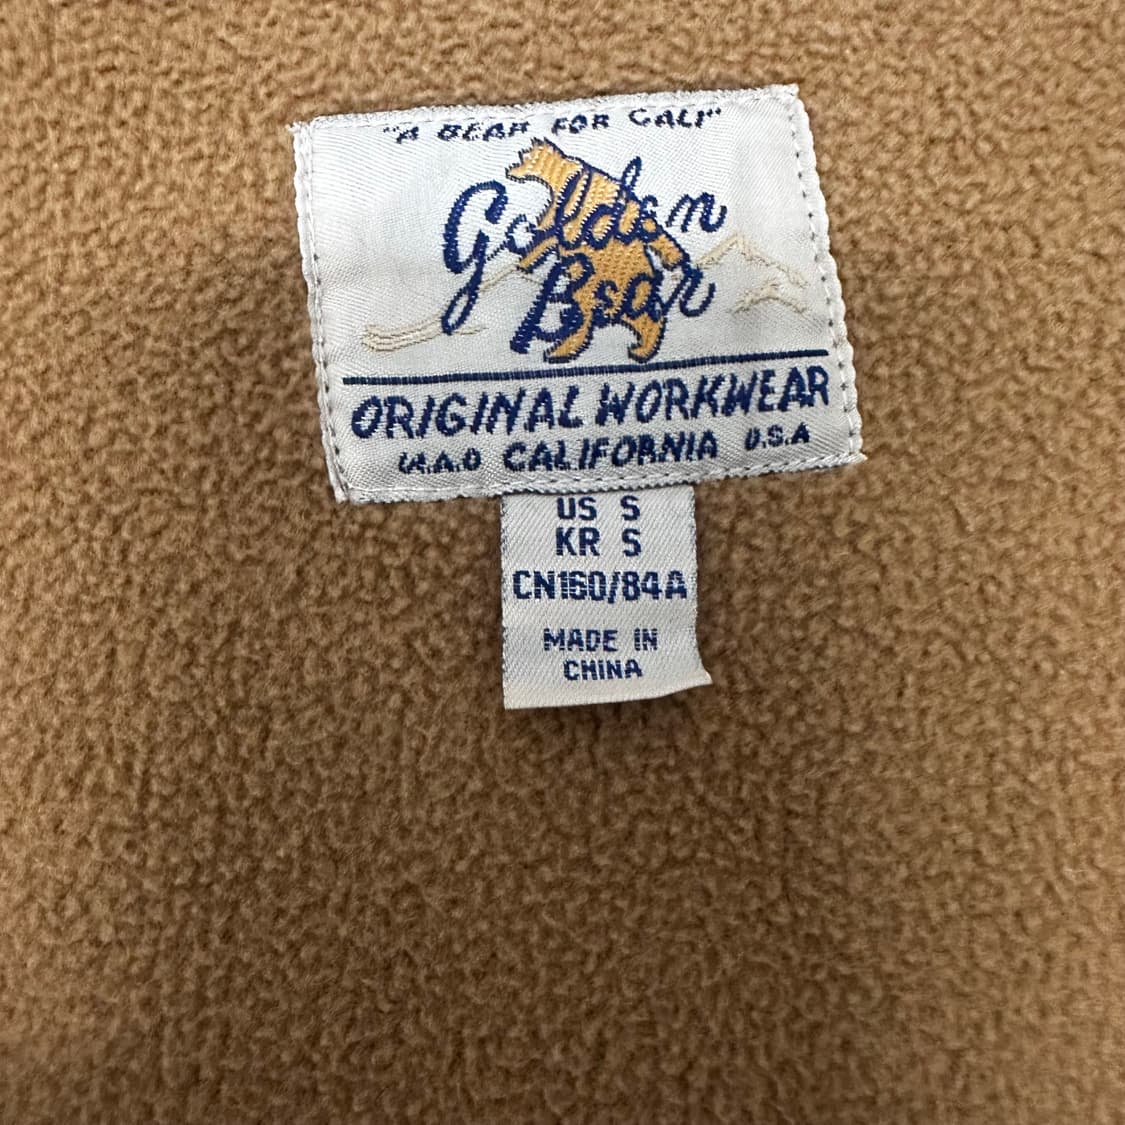 "A BEAR FOR CALI"
Golden
Bear
ORIGINAL WORKWEAR
CALIFORNIA U.S.A
US S
KR S
CN160/84A
MADE IN
CHINA